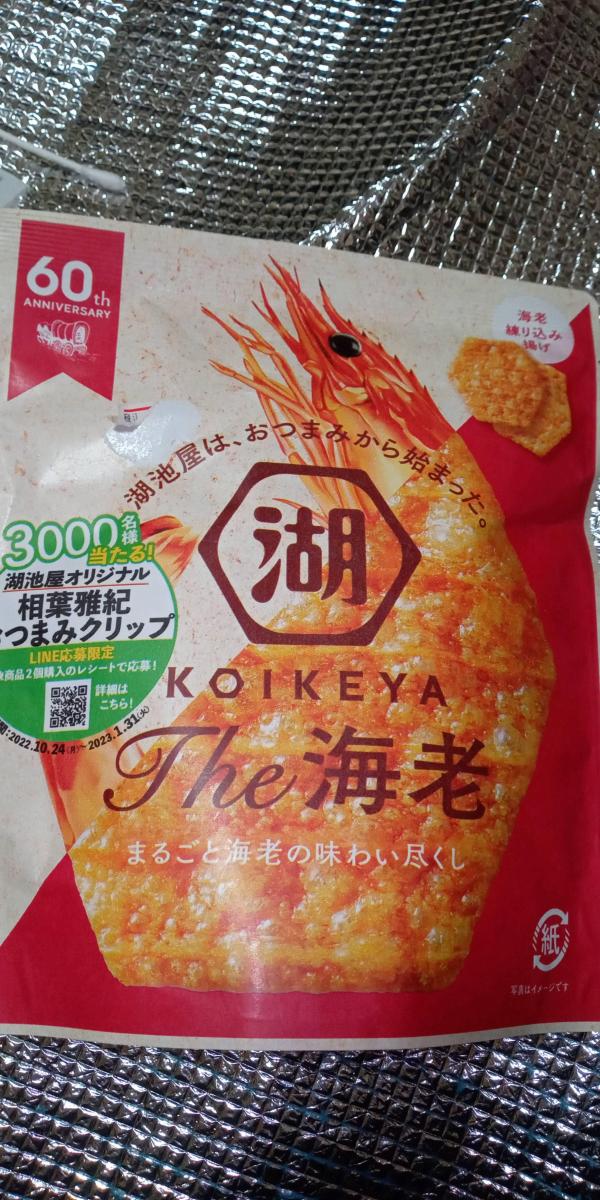 60th
ANNIVERSARY
海老
練り込み
揚げ
湖池屋は、おつまみから始まった。
湖
3000名様
当たる!
湖池屋オリジナル
相葉雅紀
おつまみクリップ
LINE応募限定
商品2個購入のレシートで応募!
詳細は
こちら!
2022.10.24(月)~2023.1.31(火)
KOIKEYA
The海老
まるごと海老の味わい尽くし
紙
写真はイメージです